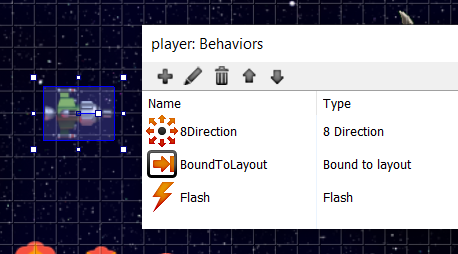 player: Behaviors
Name Type
8Direction 8 Direction
BoundToLayout Bound to layout
Flash Flash